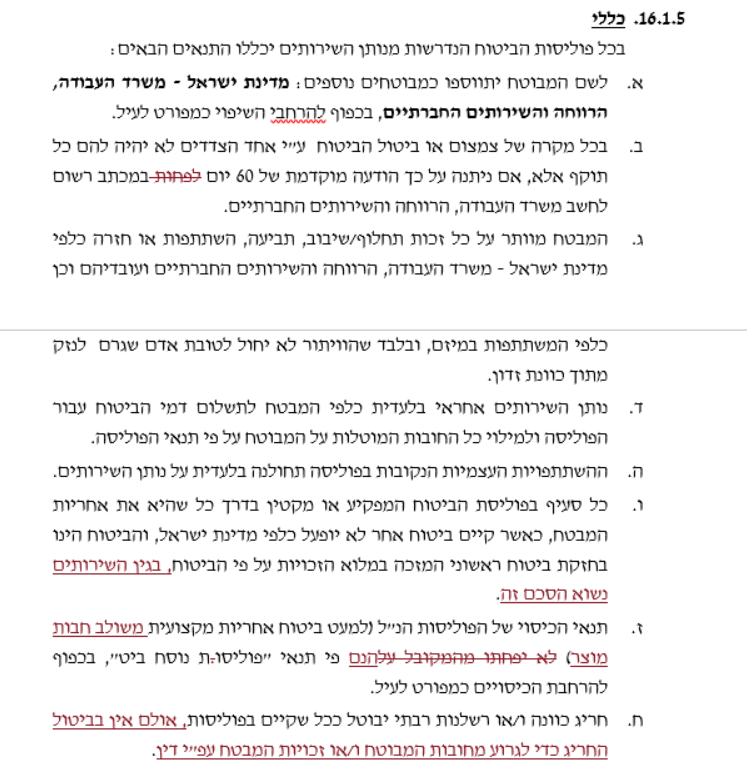 16.1.5. כללי
בכל פוליסות הביטוח הנדרשות מנותן השירותים יכללו התנאים הבאים:
א. לשם המבוטח יתווספו כמבוטחים נוספים: מדינת ישראל - משרד העבודה,
הרווחה והשירותים החברתיים, בכפוף להרחבי השיפוי כמפורט לעיל.
ב. בכל מקרה של צמצום או ביטול הביטוח ע״י אחד הצדדים לא יהיה להם כל
תוקף אלא, אם ניתנה על כך הודעה מוקדמת של 60 יום לפחות במכתב רשום
לחשב משרד העבודה, הרווחה והשירותים החברתיים.
ג. המבטח מוותר על כל זכות תחלוף/שיבוב, תביעה, השתתפות או חזרה כלפי
מדינת ישראל - משרד העבודה, הרווחה והשירותים החברתיים ועובדיהם וכן
כלפי המשתתפות במיזם, ובלבד שהוויתור לא יחול לטובת אדם שגרם לנזק
מתוך כוונת זדון.
ד. נותן השירותים אחראי בלעדית כלפי המבטח לתשלום דמי הביטוח עבור
הפוליסה ולמילוי כל החובות המוטלות על המבוטח על פי תנאי הפוליסה.
ה. ההשתתפויות העצמיות הנקובות בפוליסה תחולנה בלעדית על נותן השירותים.
ו. כל סעיף בפוליסת הביטוח המפקיע או מקטין בדרך כל שהיא את אחריות
המבטח, כאשר קיים ביטוח אחר לא יופעל כלפי מדינת ישראל, והביטוח הינו
בחזקת ביטוח ראשוני המזכה במלוא הזכויות על פי הביטוח, בגין השירותים
נשוא הסכם זה.
ז. תנאי הכיסוי של הפוליסות הנ״ל (למעט ביטוח אחריות מקצועית משולב חבות
מוצר) לא יפחתו מהמקובל עלהנם פי תנאי ״פוליסו.ת נוסח ביט״, בכפוף
להרחבת הכיסויים כמפורט לעיל.
ח. חריג כוונה ו/או רשלנות רבתי יבוטל ככל שקיים בפוליסות, אולם אין בביטול
החריג כדי לגרוע מחובות המבוטח ו/או זכויות המבטח עפ״י דין.